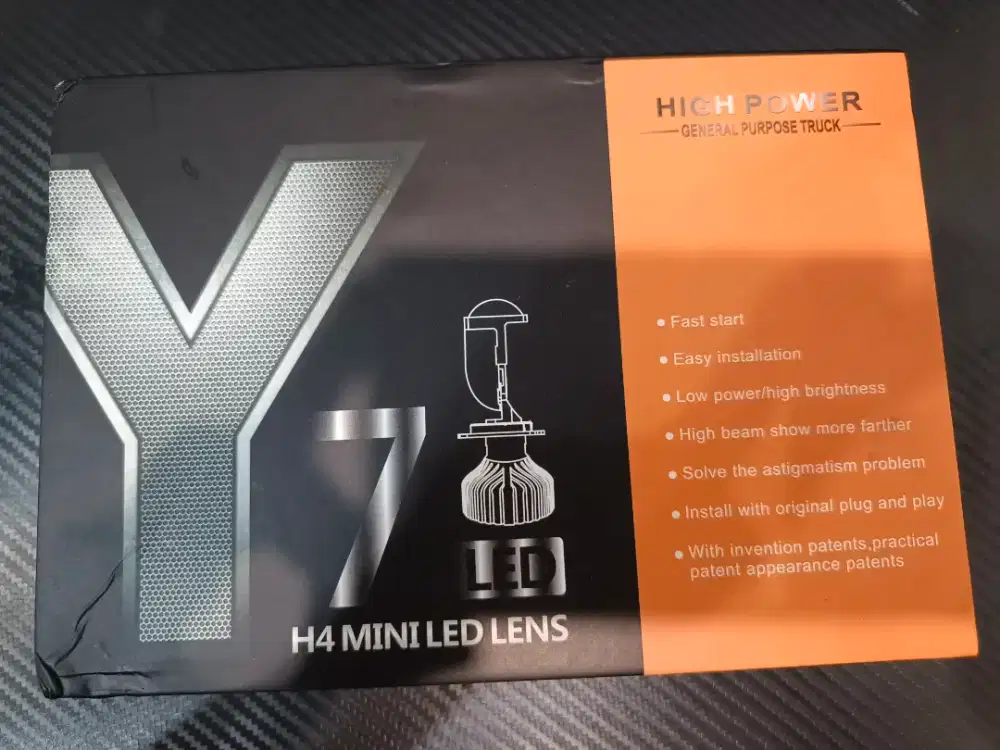 Y7
LED
H4 MINI LED LENS
HIGH POWER
GENERAL PURPOSE TRUCK
• Fast start
• Easy installation
• Low power/high brightness
• High beam show more farther
• Solve the astigmatism problem
• Install with original plug and play
• With invention patents,practical
patent appearance patents